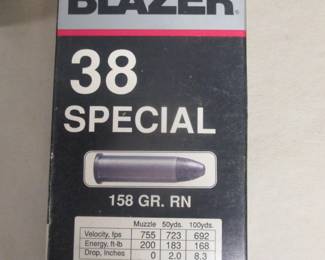 BLAZER®
38
SPECIAL
158 GR. RN
Muzzle 50yds. 100yds.
Velocity, fps 755 723 692
Energy, ft-lb 200 183 168
Drop, Inches 0 2.0 8.3